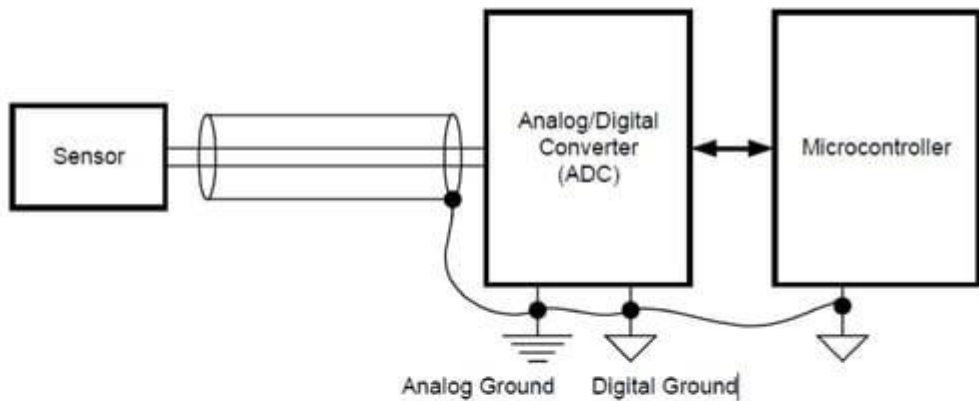 Sensor
Analog/Digital
Converter
(ADC)
Microcontroller
Analog Ground
Digital Ground